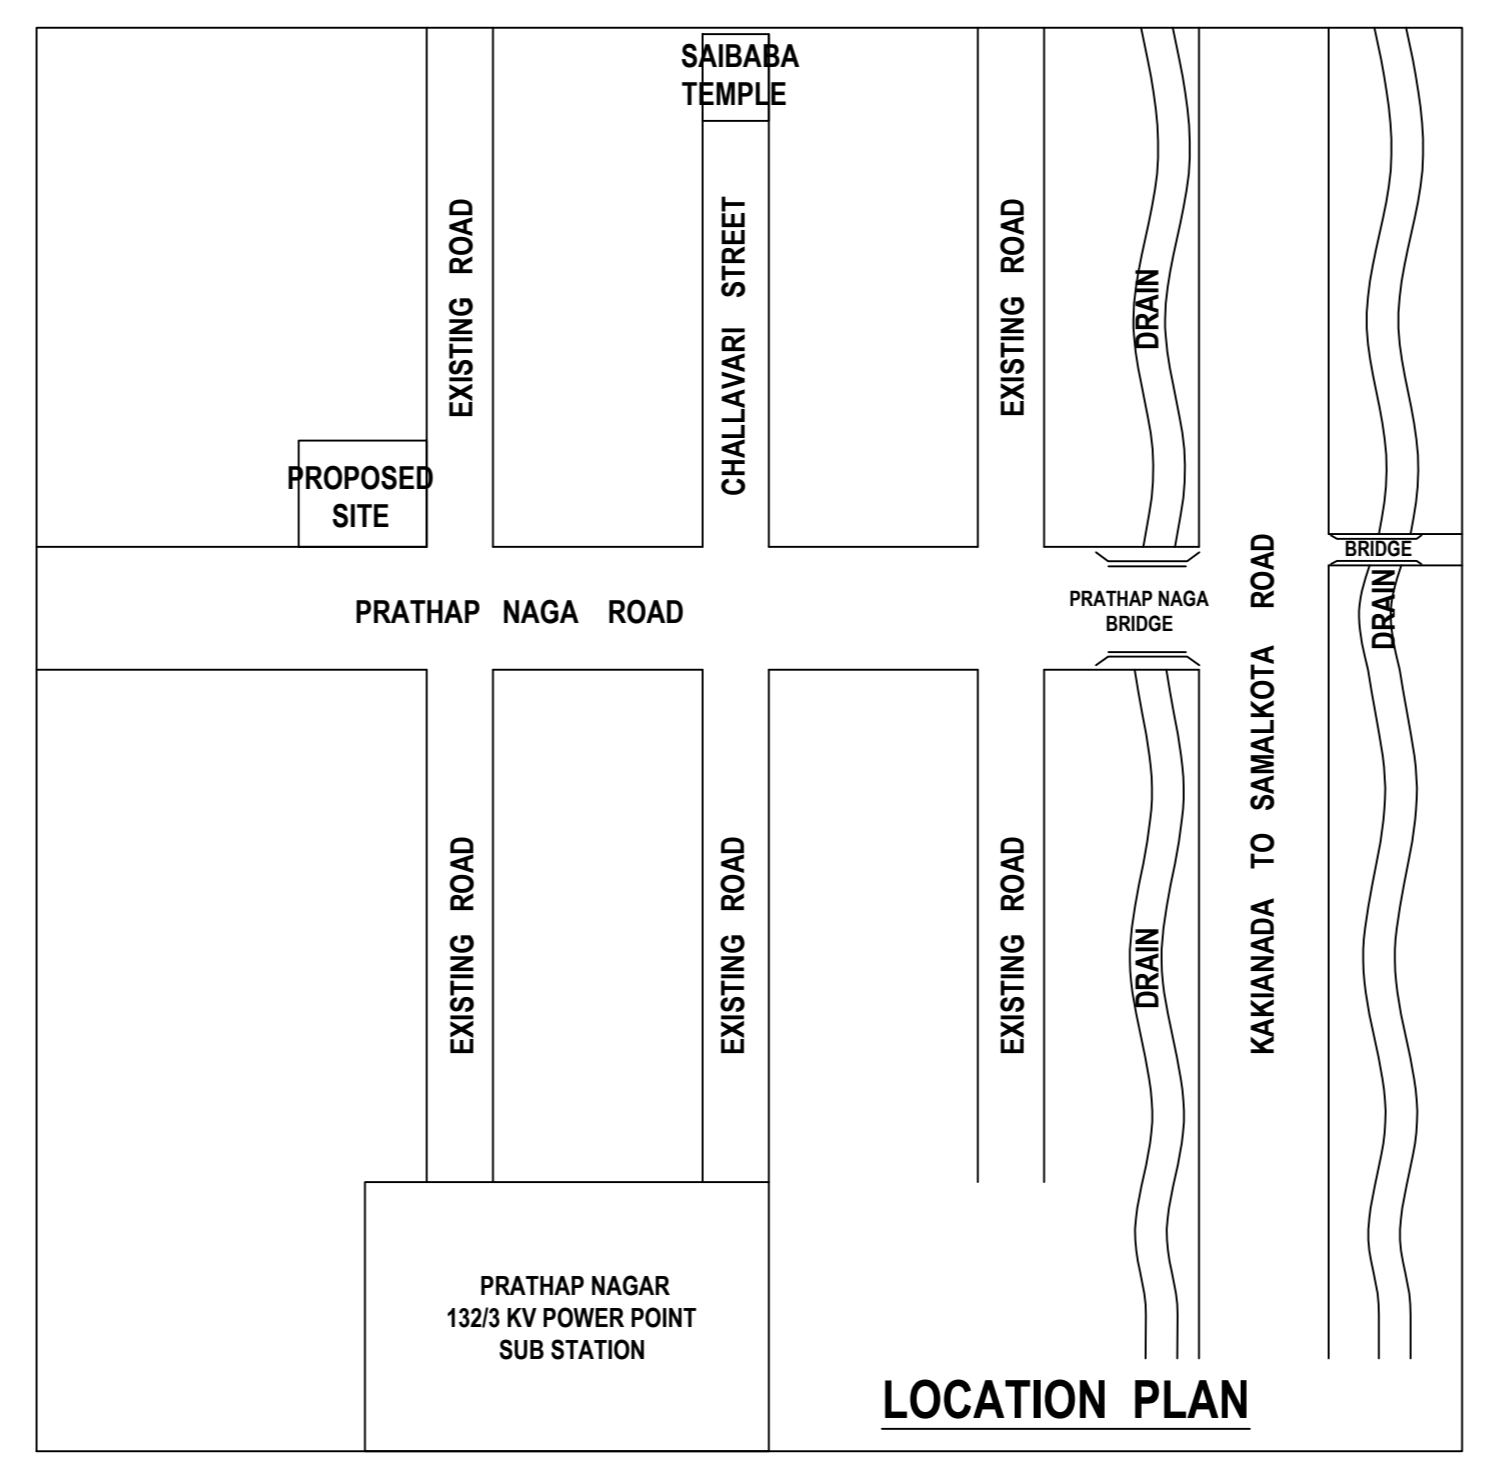 SAIBABA
TEMPLE
EXISTING ROAD
CHALLAVARI STREET
EXISTING ROAD
DRAIN
PROPOSED
SITE
PRATHAP NAGA ROAD
PRATHAP NAGA
BRIDGE
KAKIANADA TO SAMALKOTA ROAD
BRIDGE
DRAIN
EXISTING ROAD
EXISTING ROAD
EXISTING ROAD
DRAIN
PRATHAP NAGAR
132/3 KV POWER POINT
SUB STATION
LOCATION PLAN